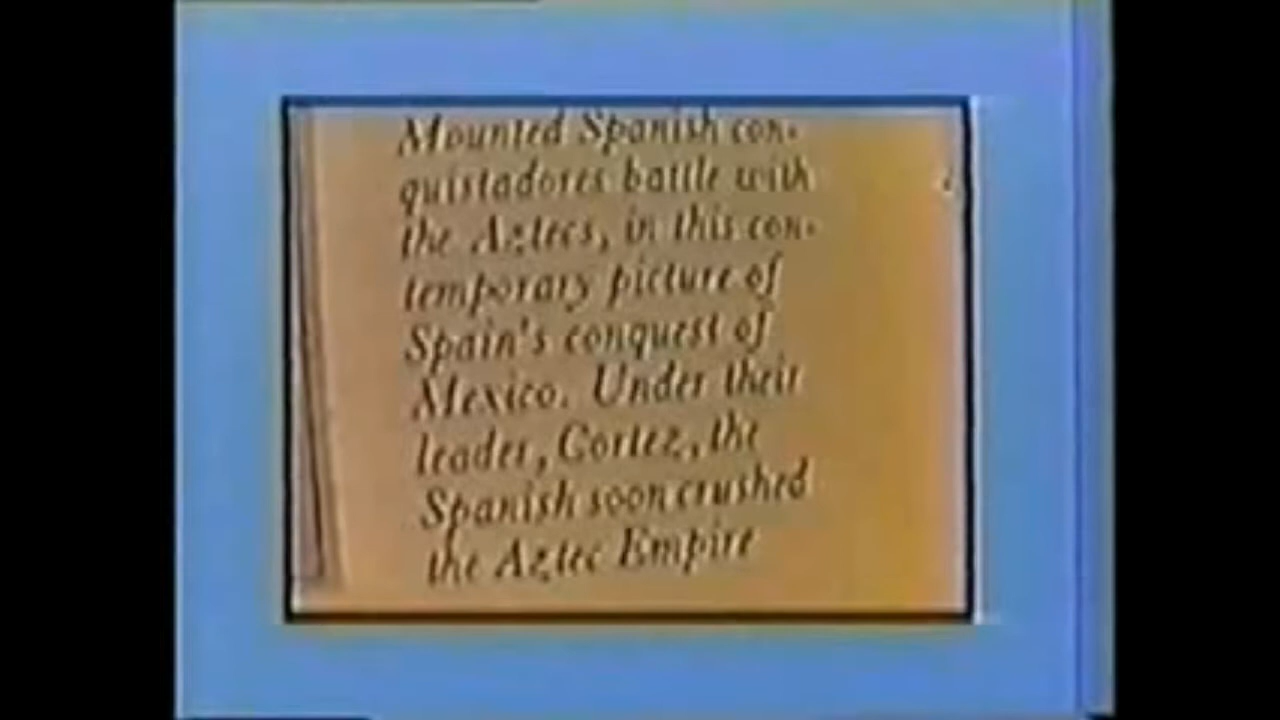 Mounted Spanish con-
quistadores battle with
the Aztecs, in this con-
temporary picture of
Spain's conquest of
Mexico. Under their
leader, Cortez, the
Spanish soon crushed
the Aztec Empire